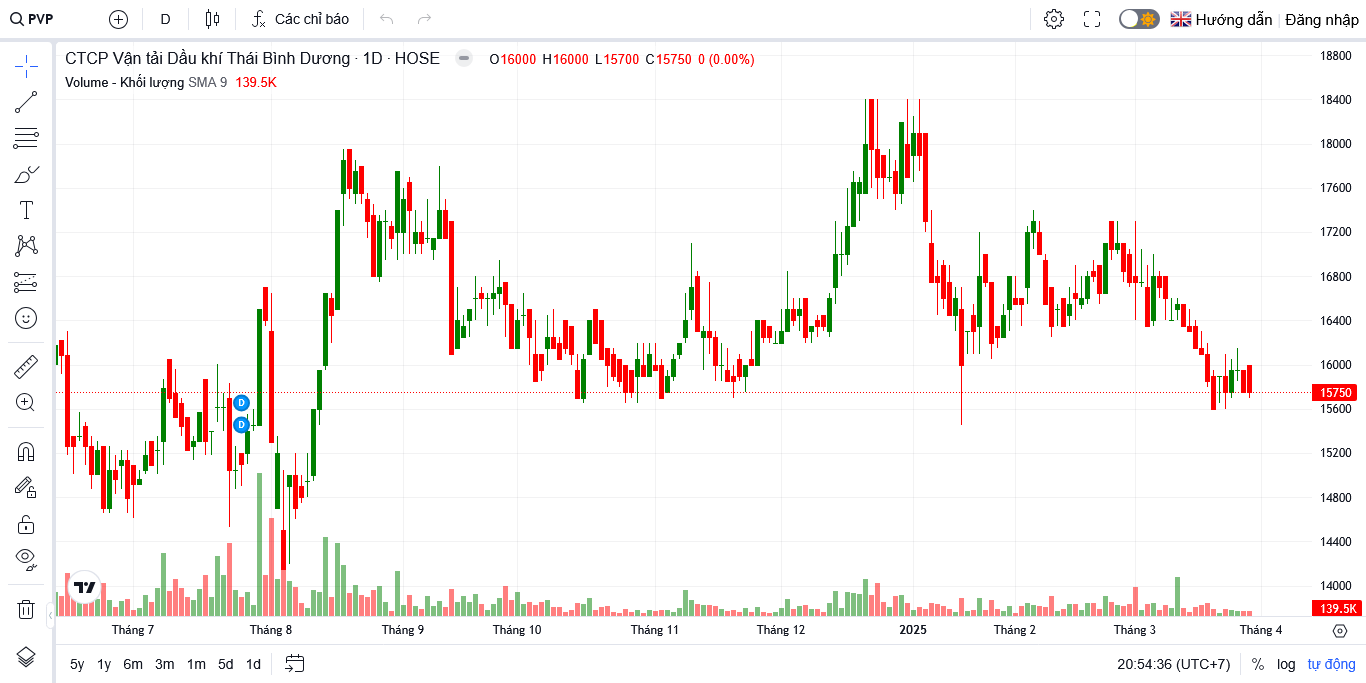 PVP D Các chỉ báo Hướng dẫn Đăng nhập
CTCP Vận tải Dầu khí Thái Bình Dương · 1D · HOSE O16000 H16000 L15700 C15750 0 (0.00%)
Volume - Khối lượng SMA 9 139.5K
18800
18400
18000
17600
17200
16800
16400
16000
15750
15600
15200
14800
14400
14000
139.5K
D
D
Tháng 7 Tháng 8 Tháng 9 Tháng 10 Tháng 11 Tháng 12 2025 Tháng 2 Tháng 3 Tháng 4
5y 1y 6m 3m 1m 5d 1d 20:54:36 (UTC+7) % log tự động